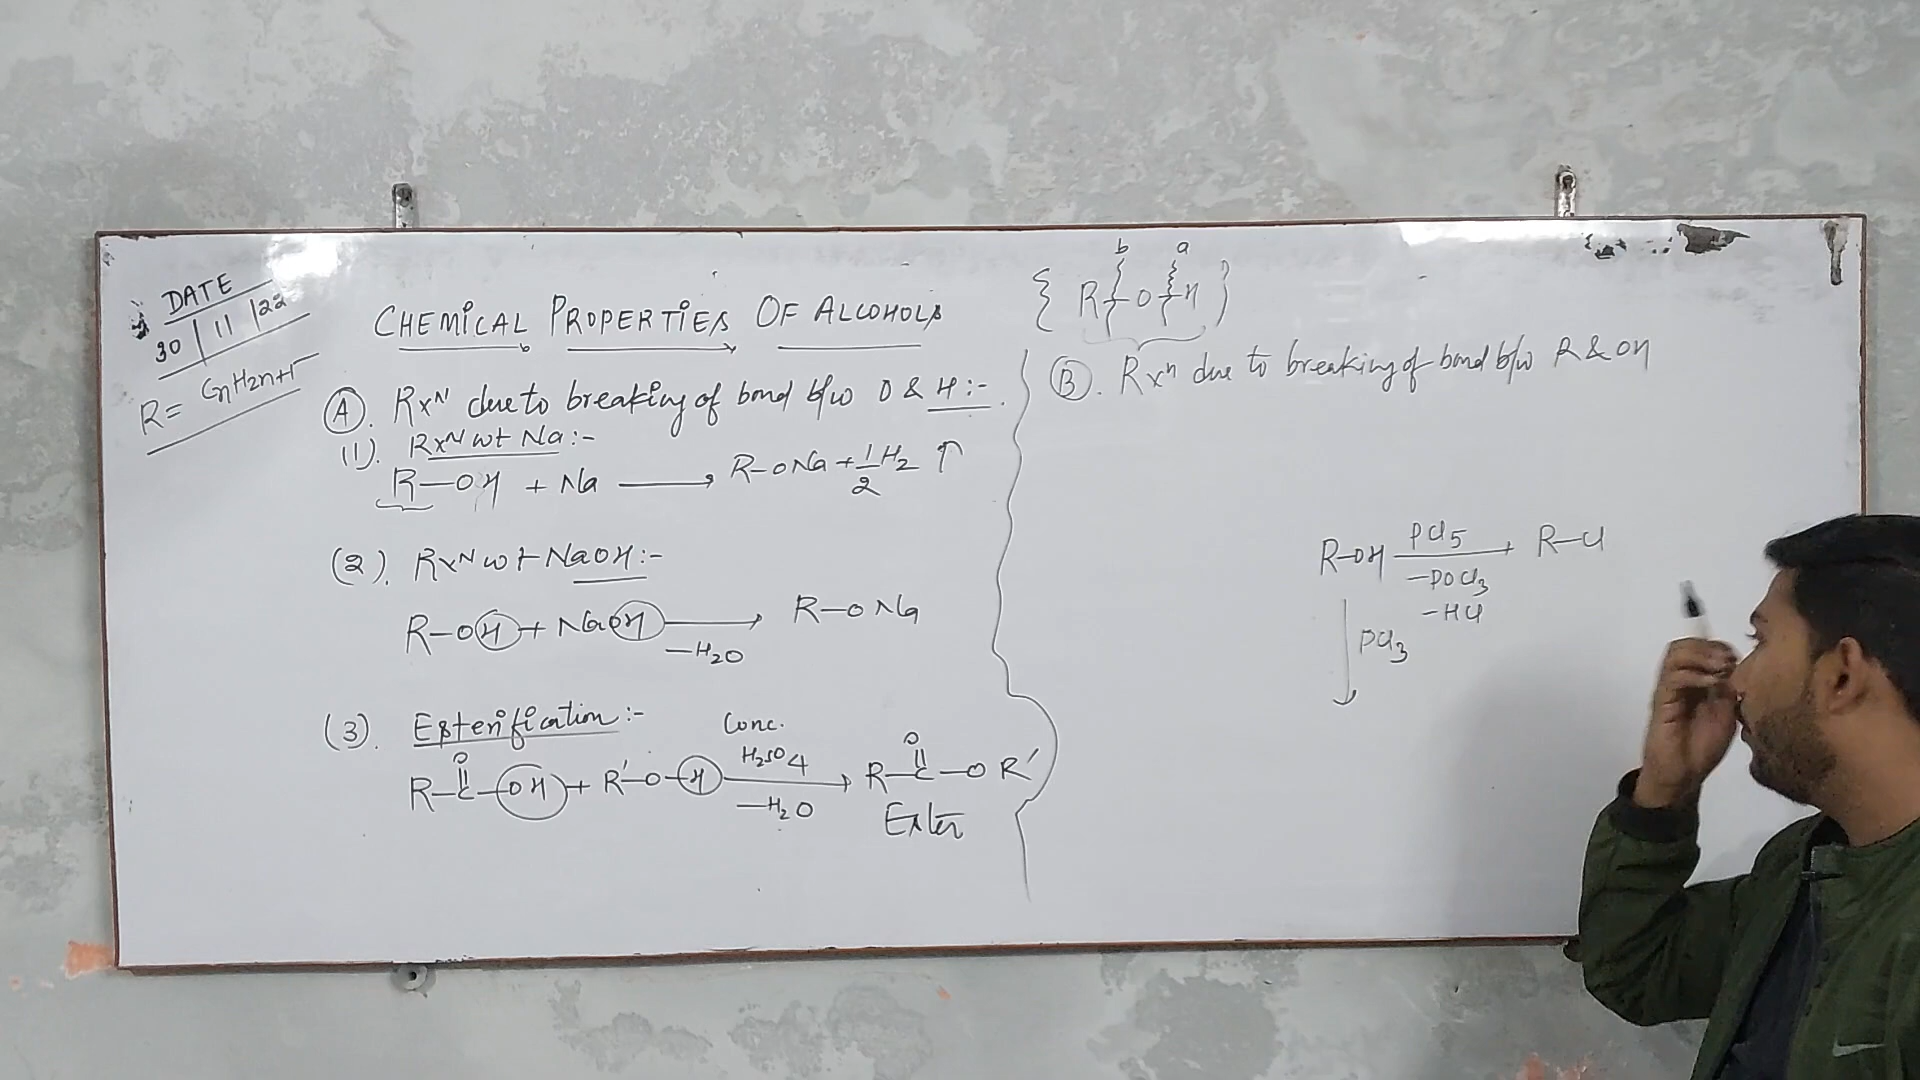 DATE
30 | 11 | 22
R = CnH2n+1
CHEMICAL PROPERTIES OF ALCOHOLS
(A). Rxᴺ due to breaking of bond b/w O & H :-
(1). Rxᴺ wt Na :-
R—OH + Na ⟶ R—ONa + 1/2 H₂ ↑
(2). Rxᴺ wt NaOH :-
R—OH + NaOH ⟶ R—ONa
—H₂O
(3). Esterification :-
Conc.
H₂SO₄
O O
R—C—OH + R'—O—H ⟶ R—C—OR'
—H₂O
Ester
b a
{ R—O—H }
(B). Rxⁿ due to breaking of bond b/w R & OH
PCl₅
R—OH ⟶ R—Cl
—POCl₃
—HCl
↓ PCl₃